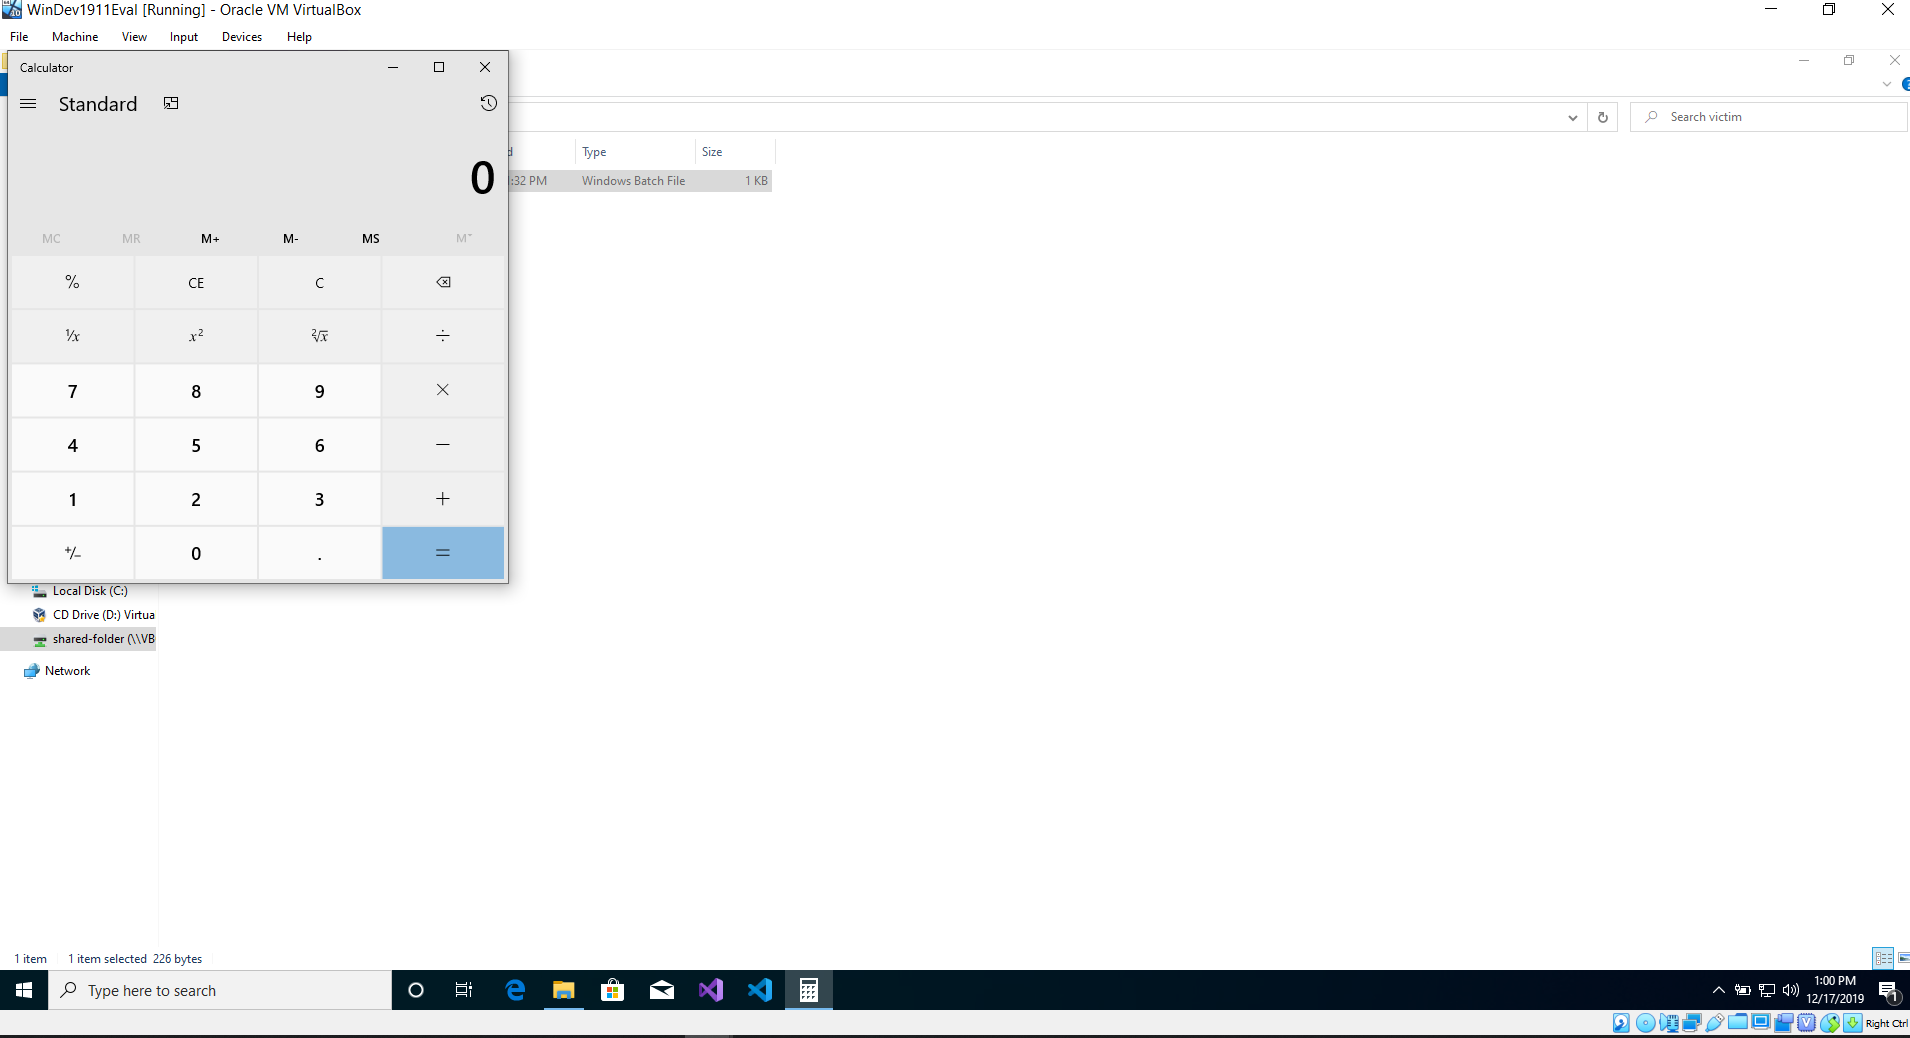 WinDev1911Eval [Running] - Oracle VM VirtualBox
File Machine View Input Devices Help
Calculator
Standard
Search victim
Type Size
:32 PM Windows Batch File 1 KB
0
MC MR M+ M- MS M˅
% CE C
¹/x x² ²√x ÷
7 8 9 ×
4 5 6 −
1 2 3 +
+/− 0 . =
Local Disk (C:)
CD Drive (D:) Virtua
shared-folder (\\VB
Network
1 item 1 item selected 226 bytes
Type here to search
1:00 PM
12/17/2019
1
Right Ctrl